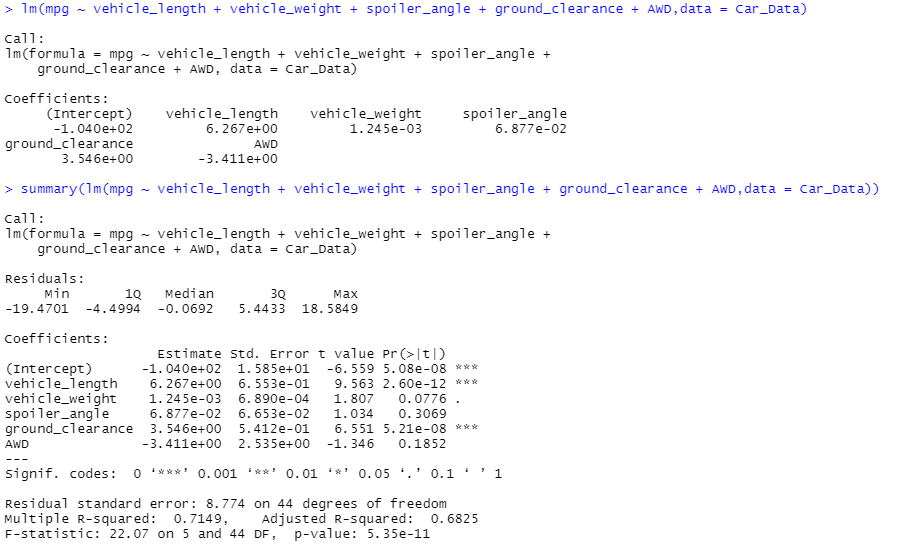 > lm(mpg ~ vehicle_length + vehicle_weight + spoiler_angle + ground_clearance + AWD,data = Car_Data)
Call:
lm(formula = mpg ~ vehicle_length + vehicle_weight + spoiler_angle +
    ground_clearance + AWD, data = Car_Data)
Coefficients:
     (Intercept)    vehicle_length    vehicle_weight     spoiler_angle
      -1.040e+02         6.267e+00         1.245e-03         6.877e-02
ground_clearance               AWD
       3.546e+00        -3.411e+00
> summary(lm(mpg ~ vehicle_length + vehicle_weight + spoiler_angle + ground_clearance + AWD,data = Car_Data))
Call:
lm(formula = mpg ~ vehicle_length + vehicle_weight + spoiler_angle +
    ground_clearance + AWD, data = Car_Data)
Residuals:
     Min       1Q   Median       3Q      Max
-19.4701  -4.4994  -0.0692   5.4433  18.5849
Coefficients:
                   Estimate Std. Error t value Pr(>|t|)
(Intercept)      -1.040e+02  1.585e+01  -6.559 5.08e-08 ***
vehicle_length    6.267e+00  6.553e-01   9.563 2.60e-12 ***
vehicle_weight    1.245e-03  6.890e-04   1.807   0.0776 .
spoiler_angle     6.877e-02  6.653e-02   1.034   0.3069
ground_clearance  3.546e+00  5.412e-01   6.551 5.21e-08 ***
AWD              -3.411e+00  2.535e+00  -1.346   0.1852
---
Signif. codes:  0 ‘***’ 0.001 ‘**’ 0.01 ‘*’ 0.05 ‘.’ 0.1 ‘ ’ 1
Residual standard error: 8.774 on 44 degrees of freedom
Multiple R-squared:  0.7149,    Adjusted R-squared:  0.6825
F-statistic: 22.07 on 5 and 44 DF,  p-value: 5.35e-11